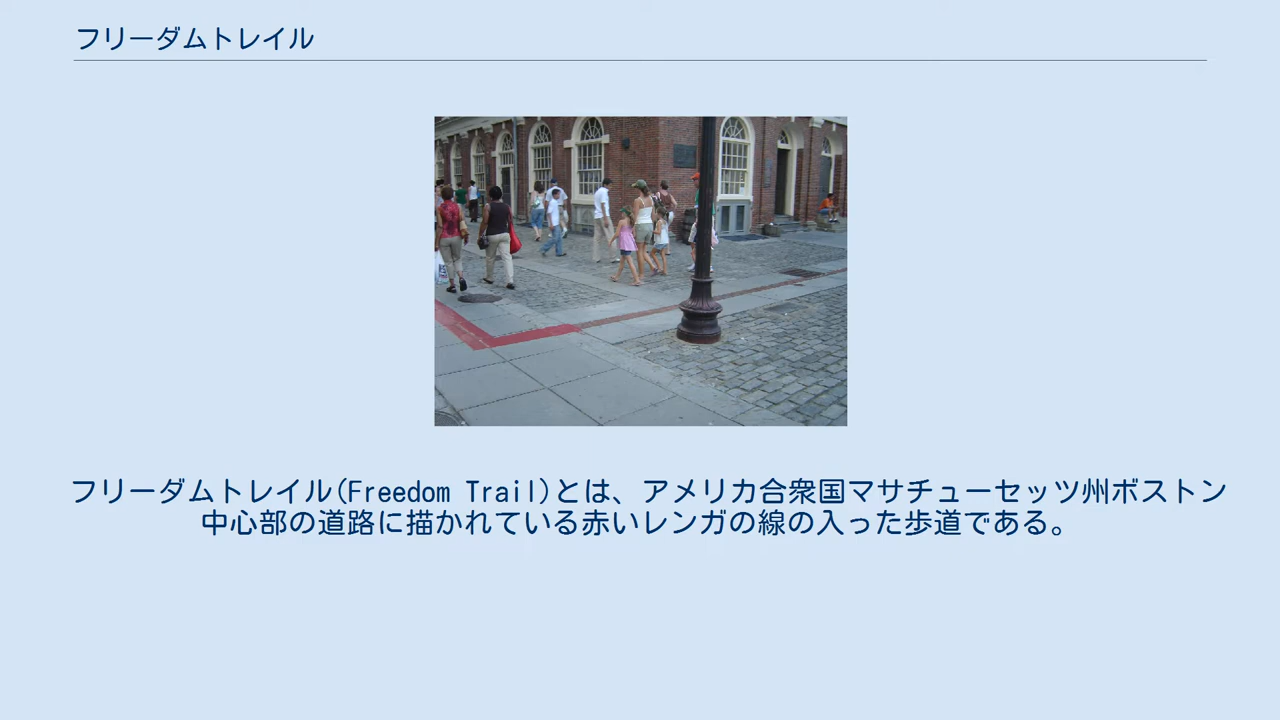 フリーダムトレイル
フリーダムトレイル(Freedom Trail)とは、アメリカ合衆国マサチューセッツ州ボストン
中心部の道路に描かれている赤いレンガの線の入った歩道である。